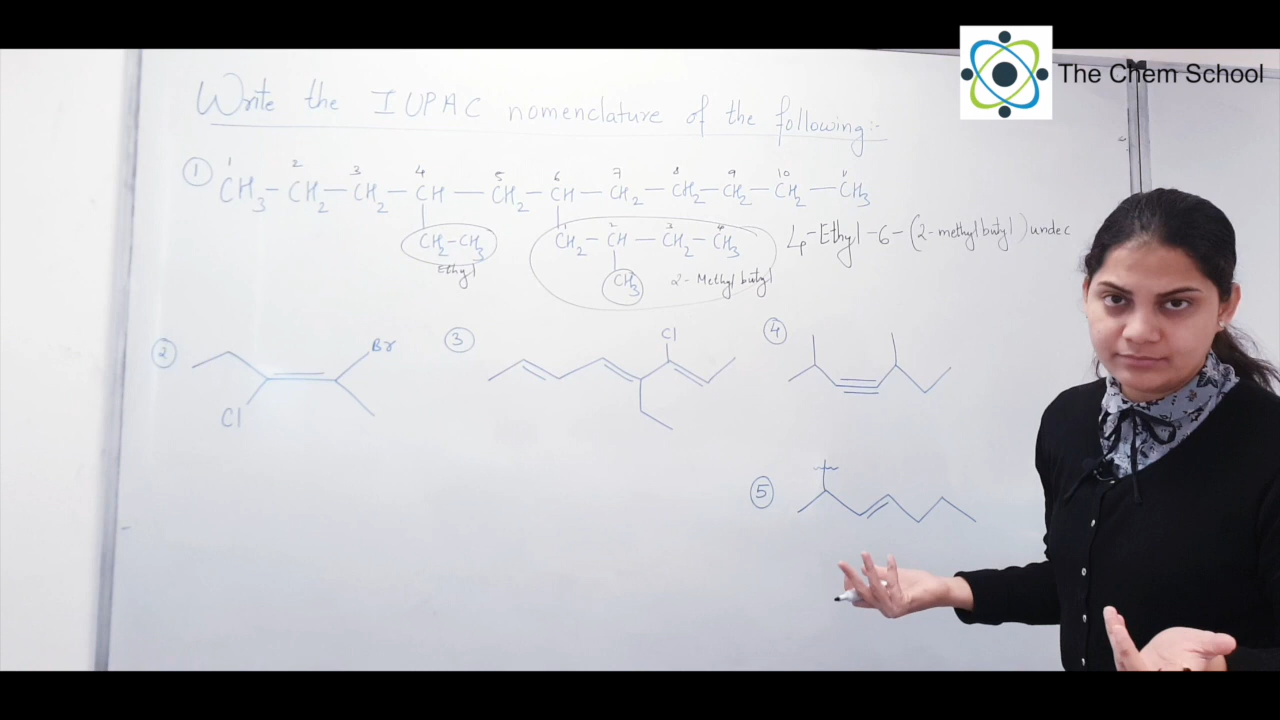 The Chem School
Write the IUPAC nomenclature of the following:-
1 2 3 4 5 6 7 8 9 10 11
① CH3-CH2-CH2-CH-CH2-CH-CH2-CH2-CH2-CH2-CH3
1 2 3 4
CH2-CH3 CH2-CH-CH2-CH3 4-Ethyl-6-(2-methylbutyl)undec
Ethyl CH3 2-Methyl butyl
② Br Cl
③ Cl
④
⑤